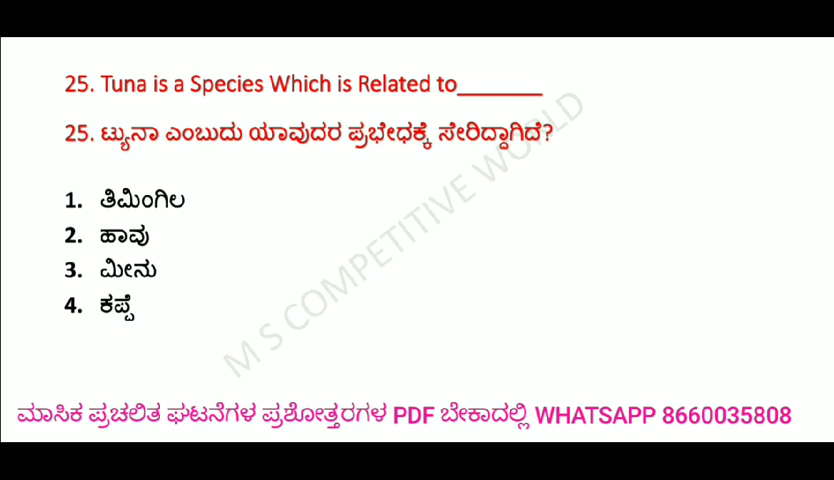 25. Tuna is a Species Which is Related to_______
25. ಟ್ಯುನಾ ಎಂಬುದು ಯಾವುದರ ಪ್ರಭೇಧಕ್ಕೆ ಸೇರಿದ್ದಾಗಿದೆ?
1. ತಿಮಿಂಗಿಲ
2. ಹಾವು
3. ಮೀನು
4. ಕಪ್ಪೆ
M S COMPETITIVE WORLD
ಮಾಸಿಕ ಪ್ರಚಲಿತ ಘಟನೆಗಳ ಪ್ರಶೋತ್ತರಗಳ PDF ಬೇಕಾದಲ್ಲಿ WHATSAPP 8660035808